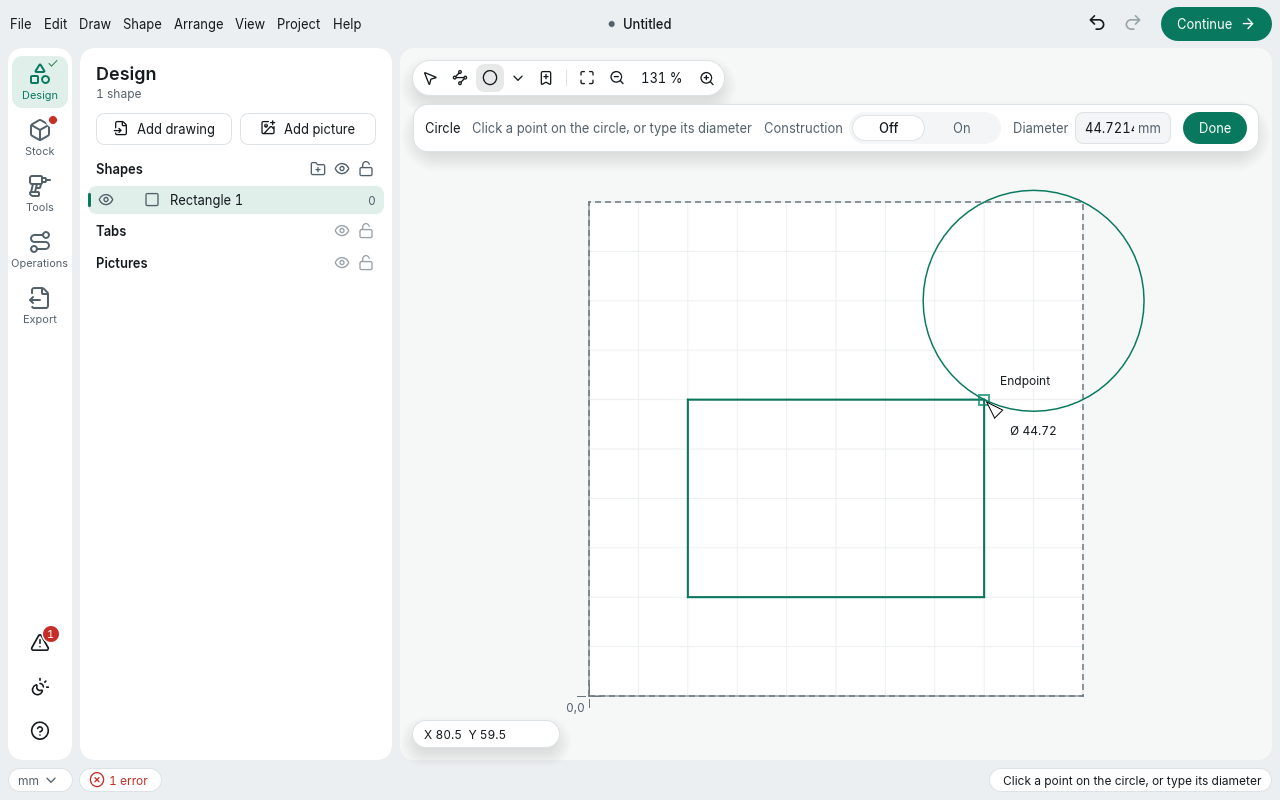 File Edit Draw Shape Arrange View Project Help
Untitled
Continue
Design
Stock
Tools
Operations
Export
1
Design
1 shape
Add drawing
Add picture
Shapes
Rectangle 1
0
Tabs
Pictures
131 %
Circle Click a point on the circle, or type its diameter Construction Off On Diameter 44.721 mm Done
Endpoint
Ø 44.72
0,0
X 80.5 Y 59.5
mm
1 error
Click a point on the circle, or type its diameter